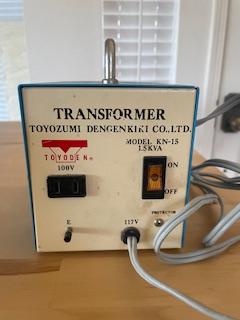 TRANSFORMER
TOYOZUMI DENGENKIKI CO.,LTD.
MODEL KN-15
1.5KVA
TOYODEN®
100V
ON
OFF
PROTECTOR
E
117V